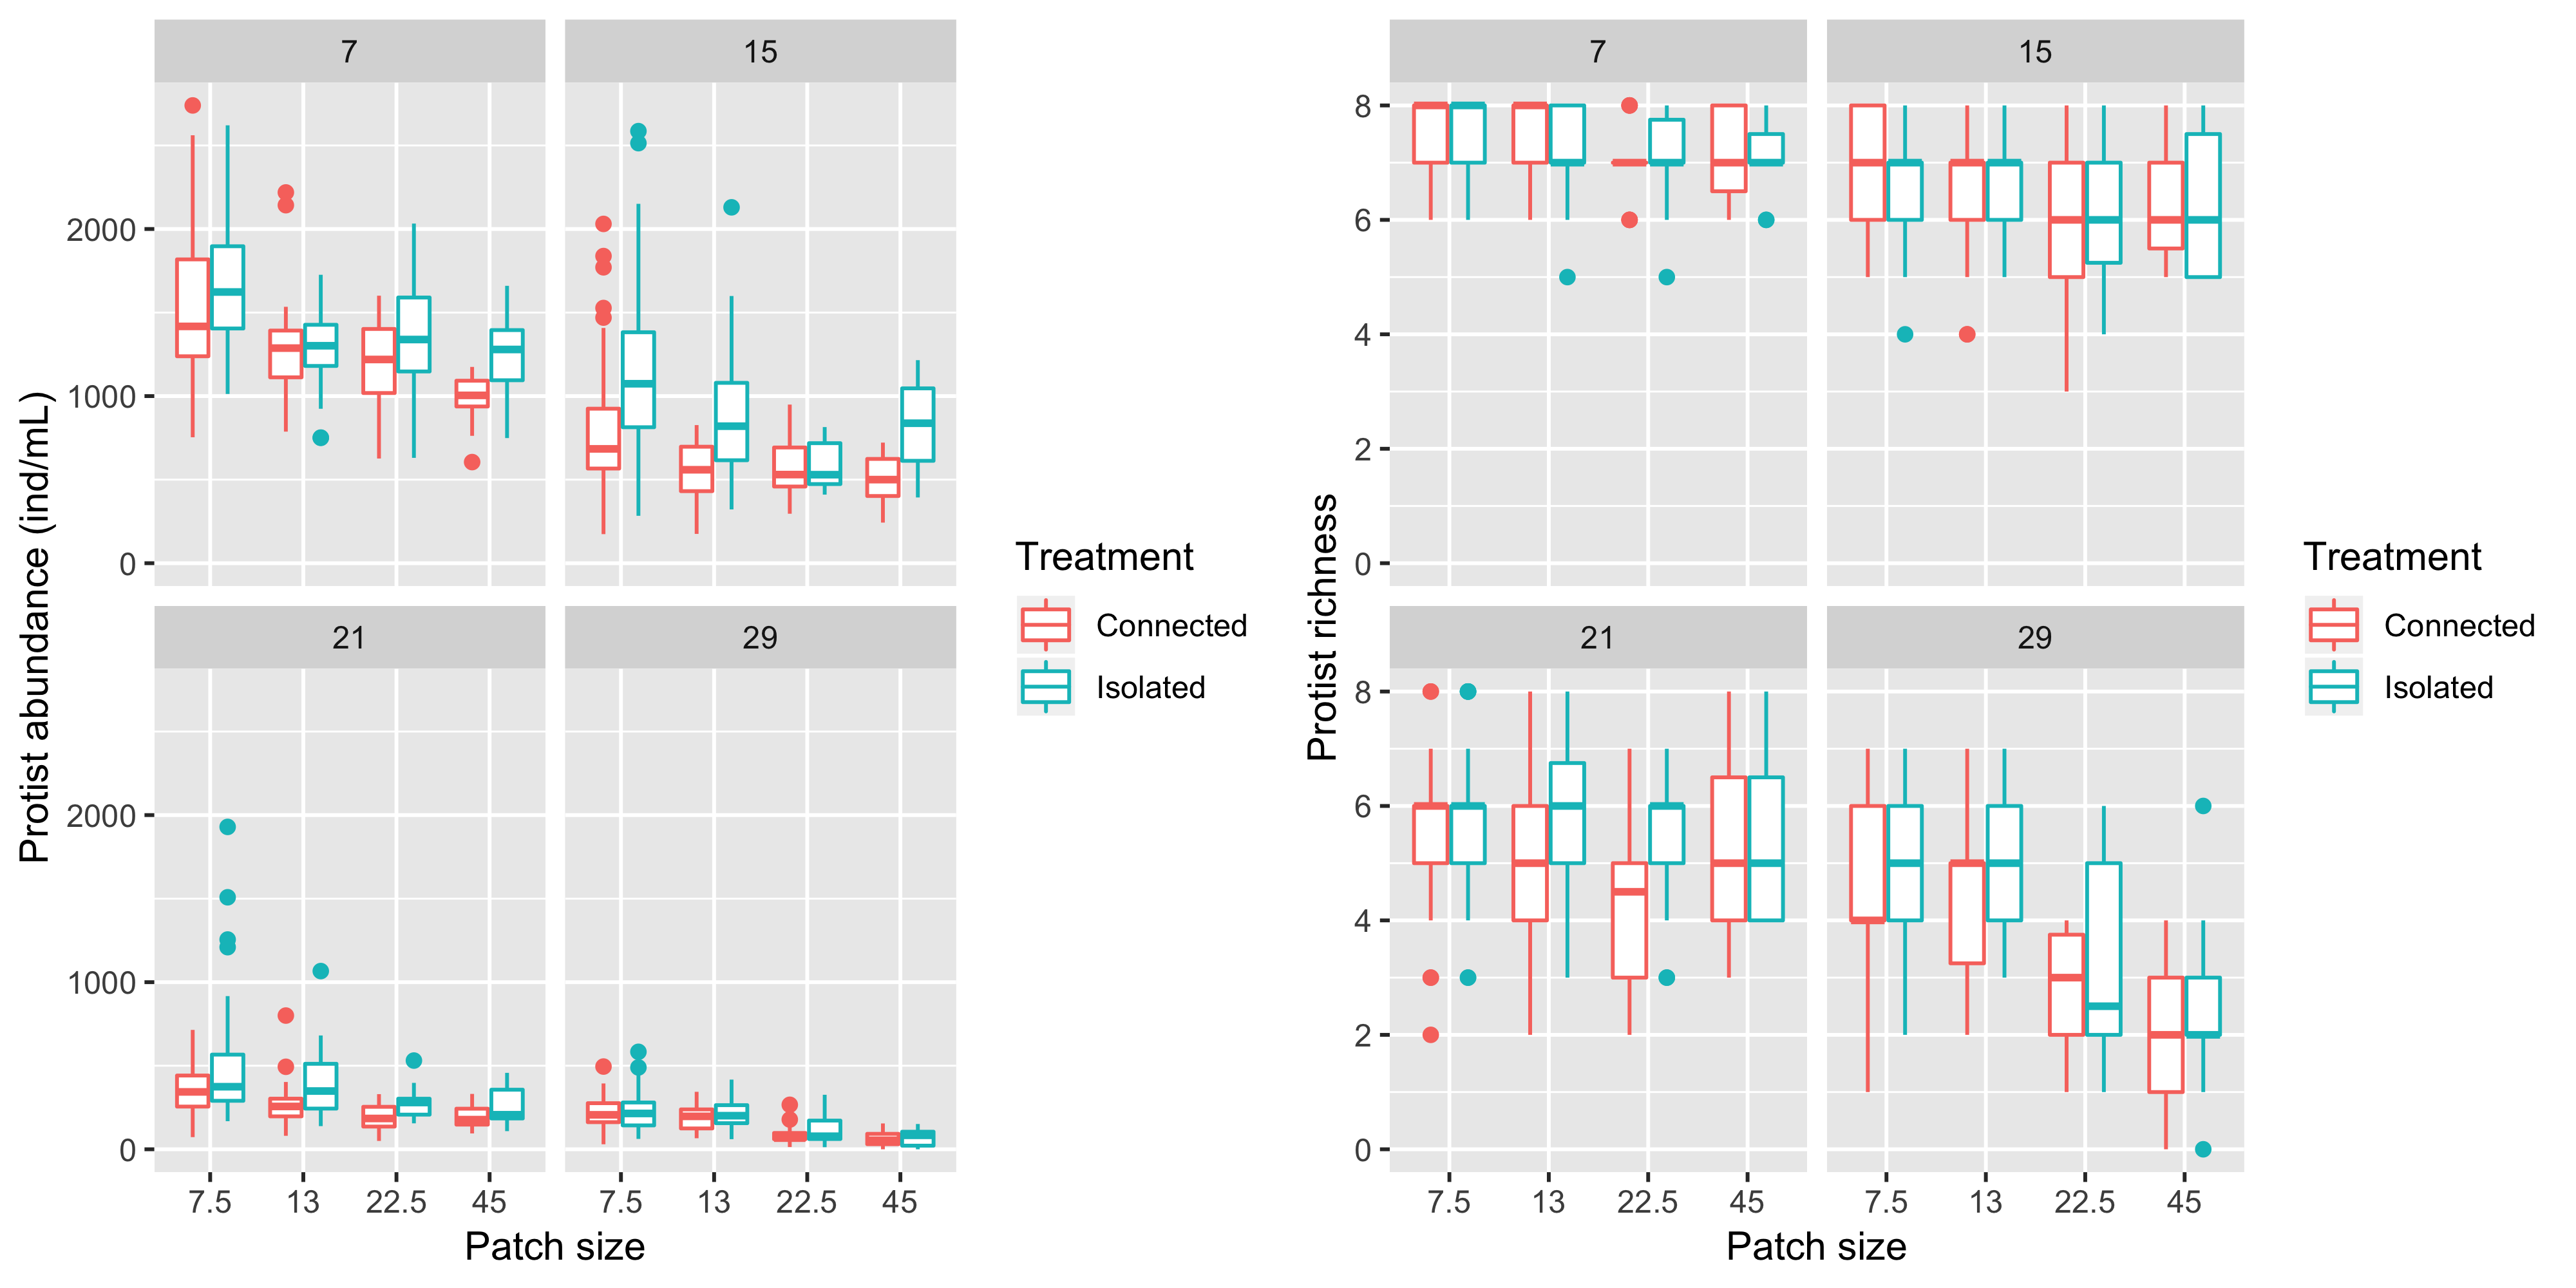 7 15
2000
1000
0
Protist abundance (ind/mL)
21 29
2000
1000
0
7.5 13 22.5 45 7.5 13 22.5 45
Patch size
Treatment
Connected
Isolated
7 15
8
6
4
2
0
Protist richness
21 29
8
6
4
2
0
7.5 13 22.5 45 7.5 13 22.5 45
Patch size
Treatment
Connected
Isolated